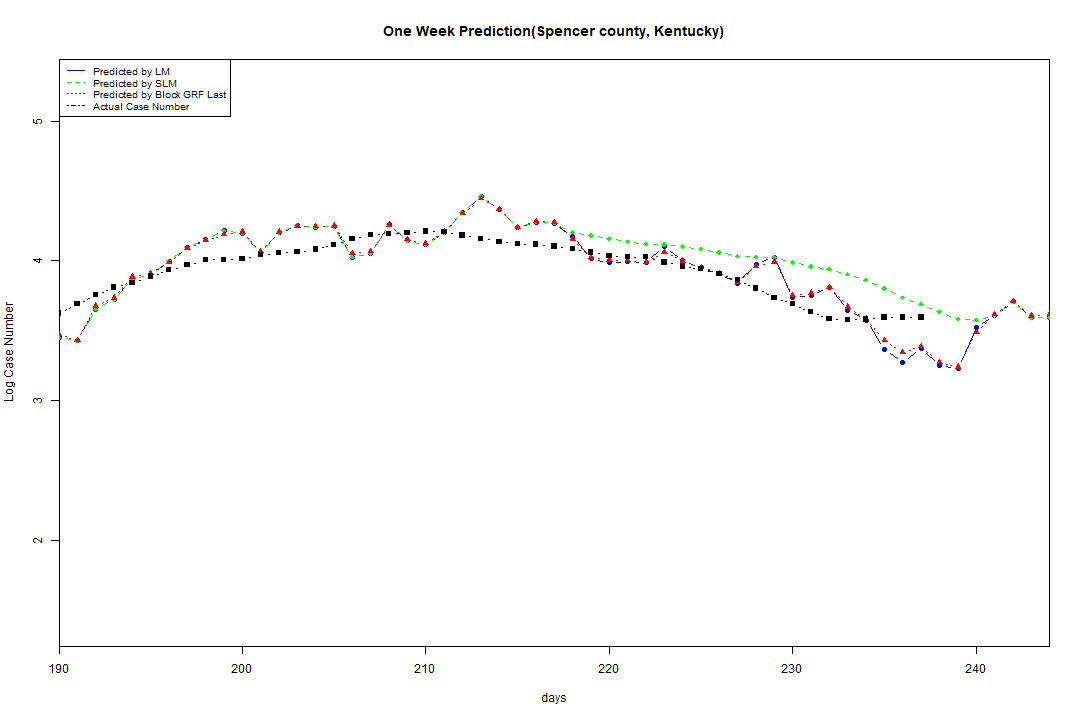 One Week Prediction(Spencer county, Kentucky)
Predicted by LM
Predicted by SLM
Predicted by Block GRF Last
Actual Case Number
5
4
3
2
Log Case Number
190 200 210 220 230 240
days